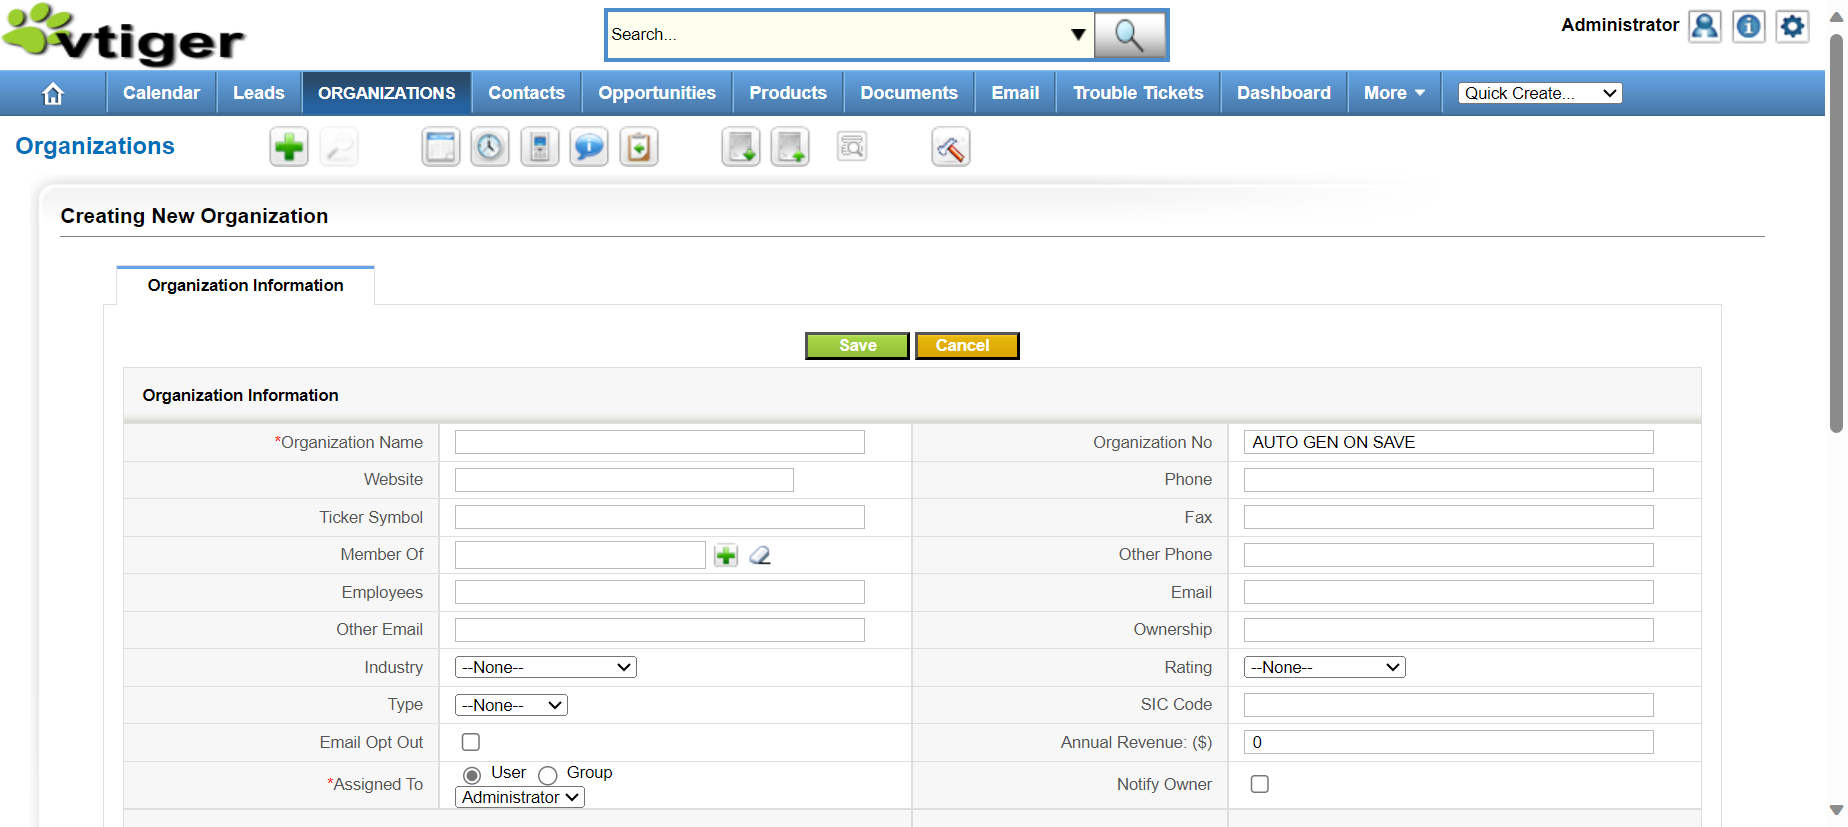 vtiger
Search...
Administrator
Calendar Leads ORGANIZATIONS Contacts Opportunities Products Documents Email Trouble Tickets Dashboard More Quick Create...
Organizations
Creating New Organization
Organization Information
Save Cancel
Organization Information
*Organization Name Organization No AUTO GEN ON SAVE
Website Phone
Ticker Symbol Fax
Member Of Other Phone
Employees Email
Other Email Ownership
Industry --None-- Rating --None--
Type --None-- SIC Code
Email Opt Out Annual Revenue: ($) 0
*Assigned To User Group Notify Owner
Administrator